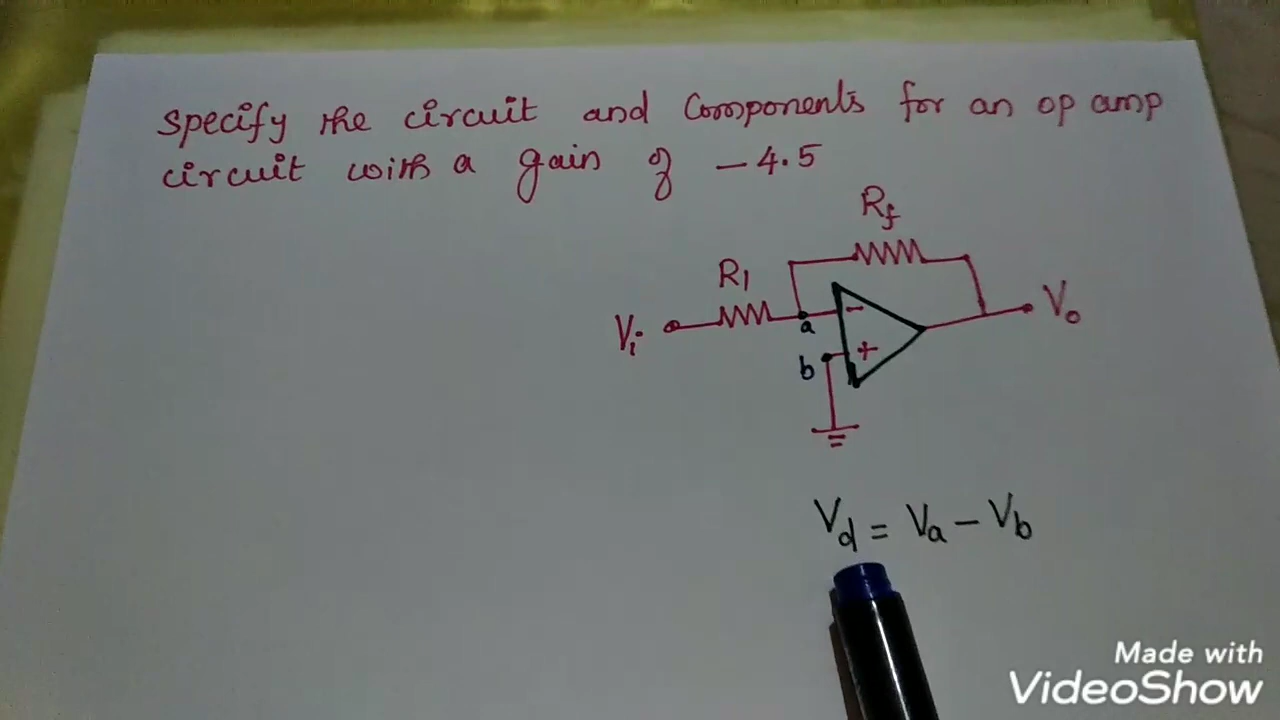 Specify the circuit and Components for an op amp
circuit with a gain of - 4.5
Rf
R1
Vi
a
-
Vo
b
+
Vd = Va - Vb
Made with
VideoShow